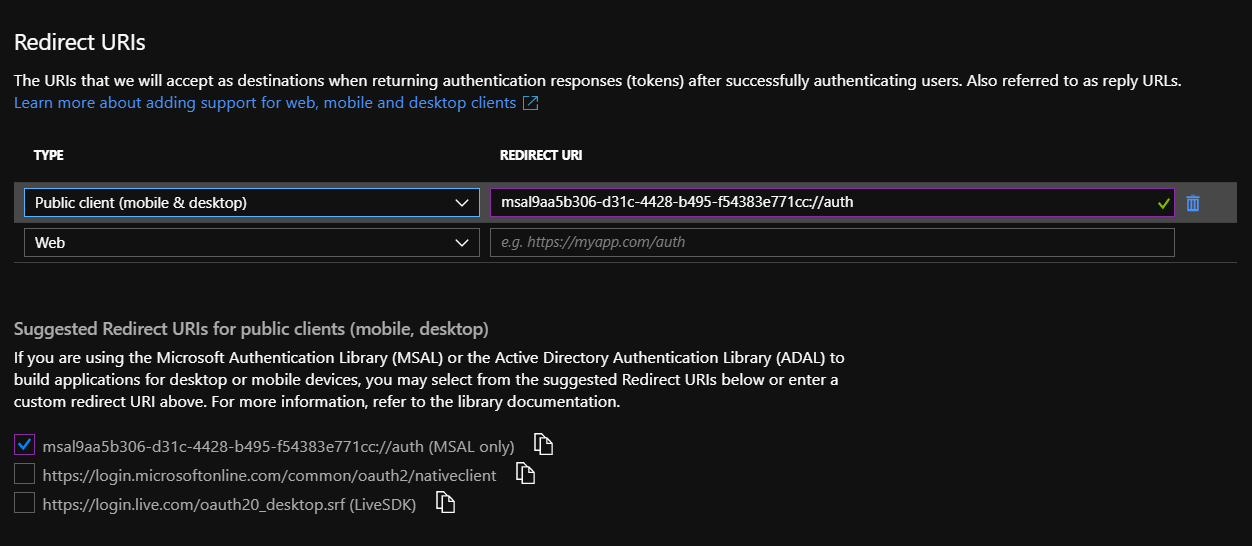 Redirect URIs
The URIs that we will accept as destinations when returning authentication responses (tokens) after successfully authenticating users. Also referred to as reply URLs.
Learn more about adding support for web, mobile and desktop clients
TYPE REDIRECT URI
Public client (mobile & desktop) msal9aa5b306-d31c-4428-b495-f54383e771cc://auth
Web e.g. https://myapp.com/auth
Suggested Redirect URIs for public clients (mobile, desktop)
If you are using the Microsoft Authentication Library (MSAL) or the Active Directory Authentication Library (ADAL) to
build applications for desktop or mobile devices, you may select from the suggested Redirect URIs below or enter a
custom redirect URI above. For more information, refer to the library documentation.
msal9aa5b306-d31c-4428-b495-f54383e771cc://auth (MSAL only)
https://login.microsoftonline.com/common/oauth2/nativeclient
https://login.live.com/oauth20_desktop.srf (LiveSDK)